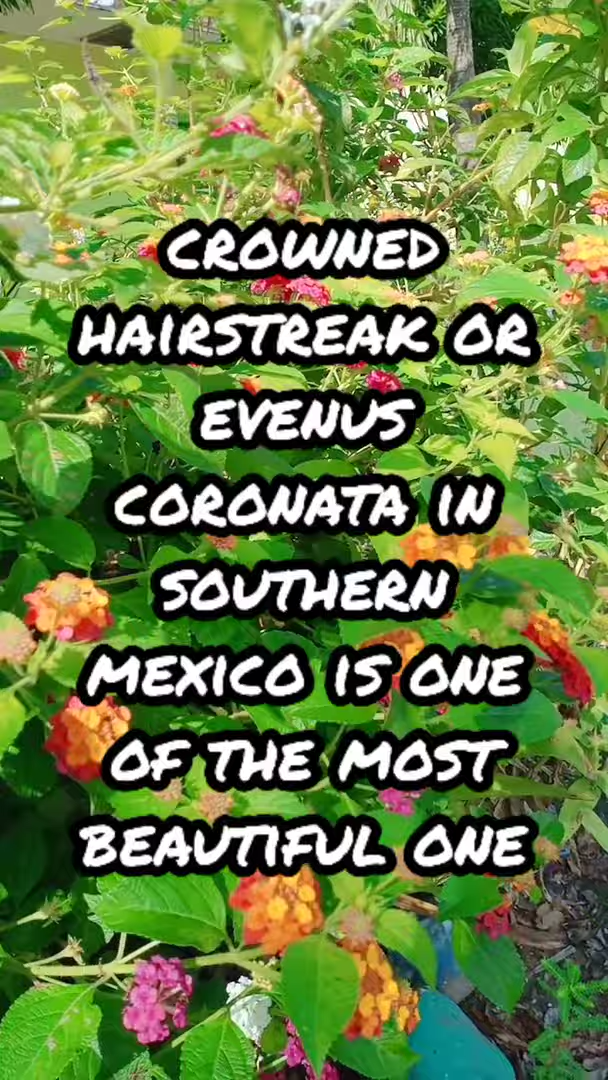 CROWNED
HAIRSTREAK OR
EVENUS
CORONATA IN
SOUTHERN
MEXICO IS ONE
OF THE MOST
BEAUTIFUL ONE